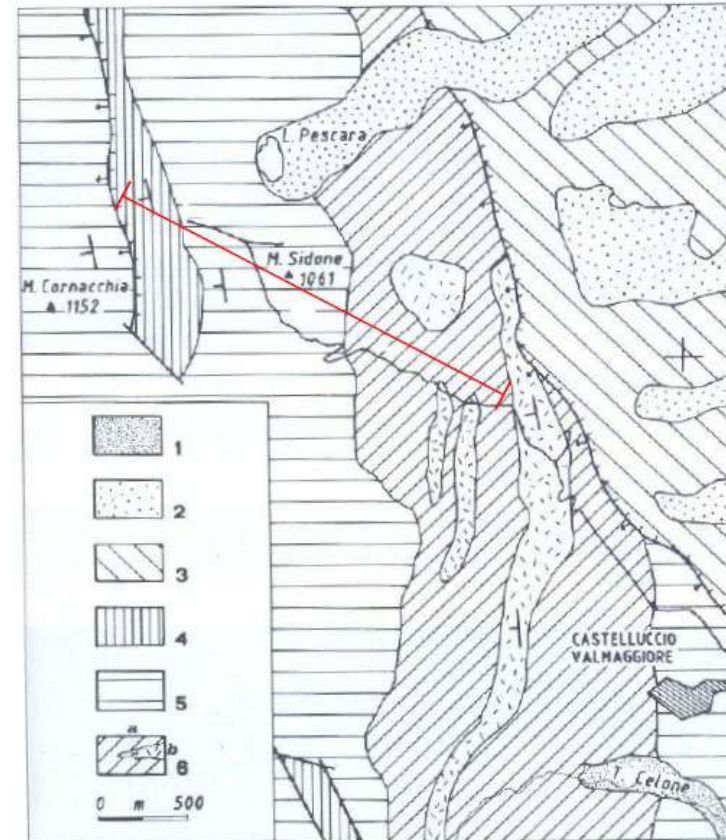 L. Pescara
M. Sidone
▲ 1061
M. Cornacchia
▲ 1152
1
2
3
4
5
a
b
6
0 m 500
CASTELLUCCIO
VALMAGGIORE
T. Celone